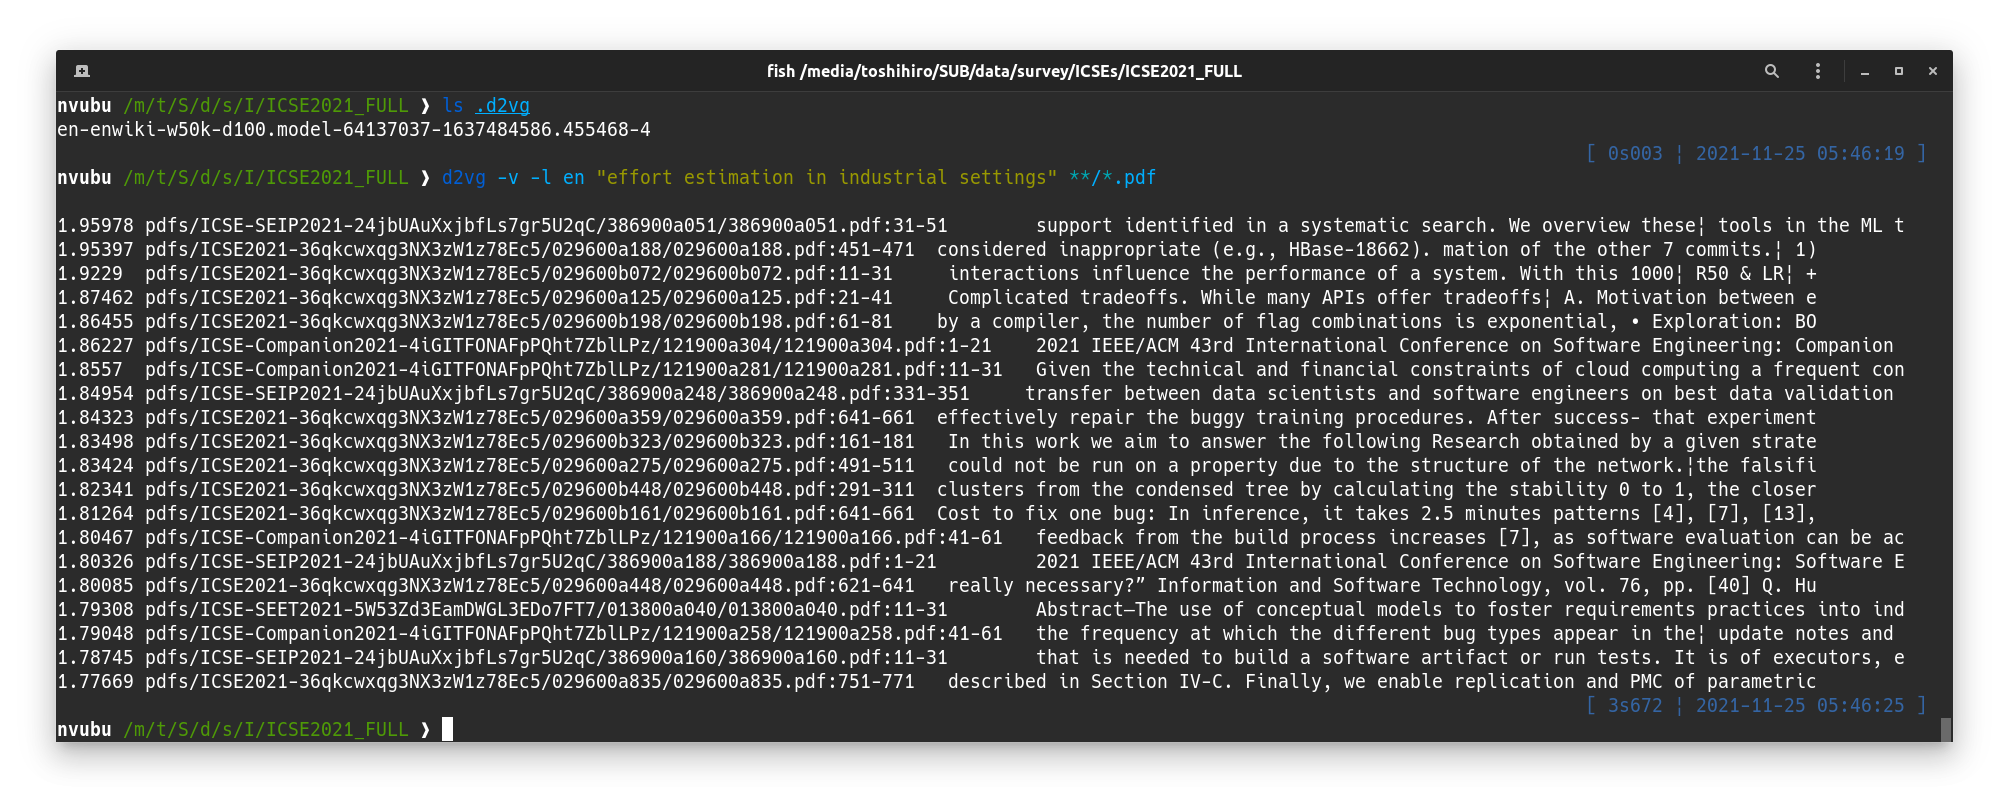 fish /media/toshihiro/SUB/data/survey/ICSEs/ICSE2021_FULL
nvubu /m/t/S/d/s/I/ICSE2021_FULL ❯ ls .d2vg
en-enwiki-w50k-d100.model-64137037-1637484586.455468-4
[ 0s003 ¦ 2021-11-25 05:46:19 ]
nvubu /m/t/S/d/s/I/ICSE2021_FULL ❯ d2vg -v -l en "effort estimation in industrial settings" **/*.pdf
1.95978 pdfs/ICSE-SEIP2021-24jbUAuXxjbfLs7gr5U2qC/386900a051/386900a051.pdf:31-51 support identified in a systematic search. We overview these¦ tools in the ML t
1.95397 pdfs/ICSE2021-36qkcwxqg3NX3zW1z78Ec5/029600a188/029600a188.pdf:451-471 considered inappropriate (e.g., HBase-18662). mation of the other 7 commits.¦ 1)
1.9229 pdfs/ICSE2021-36qkcwxqg3NX3zW1z78Ec5/029600b072/029600b072.pdf:11-31 interactions influence the performance of a system. With this 1000¦ R50 & LR¦ +
1.87462 pdfs/ICSE2021-36qkcwxqg3NX3zW1z78Ec5/029600a125/029600a125.pdf:21-41 Complicated tradeoffs. While many APIs offer tradeoffs¦ A. Motivation between e
1.86455 pdfs/ICSE2021-36qkcwxqg3NX3zW1z78Ec5/029600b198/029600b198.pdf:61-81 by a compiler, the number of flag combinations is exponential, • Exploration: BO
1.86227 pdfs/ICSE-Companion2021-4iGITFONAFpPQht7ZblLPz/121900a304/121900a304.pdf:1-21 2021 IEEE/ACM 43rd International Conference on Software Engineering: Companion
1.8557 pdfs/ICSE-Companion2021-4iGITFONAFpPQht7ZblLPz/121900a281/121900a281.pdf:11-31 Given the technical and financial constraints of cloud computing a frequent con
1.84954 pdfs/ICSE-SEIP2021-24jbUAuXxjbfLs7gr5U2qC/386900a248/386900a248.pdf:331-351 transfer between data scientists and software engineers on best data validation
1.84323 pdfs/ICSE2021-36qkcwxqg3NX3zW1z78Ec5/029600a359/029600a359.pdf:641-661 effectively repair the buggy training procedures. After success- that experiment
1.83498 pdfs/ICSE2021-36qkcwxqg3NX3zW1z78Ec5/029600b323/029600b323.pdf:161-181 In this work we aim to answer the following Research obtained by a given strate
1.83424 pdfs/ICSE2021-36qkcwxqg3NX3zW1z78Ec5/029600a275/029600a275.pdf:491-511 could not be run on a property due to the structure of the network.¦the falsifi
1.82341 pdfs/ICSE2021-36qkcwxqg3NX3zW1z78Ec5/029600b448/029600b448.pdf:291-311 clusters from the condensed tree by calculating the stability 0 to 1, the closer
1.81264 pdfs/ICSE2021-36qkcwxqg3NX3zW1z78Ec5/029600b161/029600b161.pdf:641-661 Cost to fix one bug: In inference, it takes 2.5 minutes patterns [4], [7], [13],
1.80467 pdfs/ICSE-Companion2021-4iGITFONAFpPQht7ZblLPz/121900a166/121900a166.pdf:41-61 feedback from the build process increases [7], as software evaluation can be ac
1.80326 pdfs/ICSE-SEIP2021-24jbUAuXxjbfLs7gr5U2qC/386900a188/386900a188.pdf:1-21 2021 IEEE/ACM 43rd International Conference on Software Engineering: Software E
1.80085 pdfs/ICSE2021-36qkcwxqg3NX3zW1z78Ec5/029600a448/029600a448.pdf:621-641 really necessary?” Information and Software Technology, vol. 76, pp. [40] Q. Hu
1.79308 pdfs/ICSE-SEET2021-5W53Zd3EamDWGL3EDo7FT7/013800a040/013800a040.pdf:11-31 Abstract—The use of conceptual models to foster requirements practices into ind
1.79048 pdfs/ICSE-Companion2021-4iGITFONAFpPQht7ZblLPz/121900a258/121900a258.pdf:41-61 the frequency at which the different bug types appear in the¦ update notes and
1.78745 pdfs/ICSE-SEIP2021-24jbUAuXxjbfLs7gr5U2qC/386900a160/386900a160.pdf:11-31 that is needed to build a software artifact or run tests. It is of executors, e
1.77669 pdfs/ICSE2021-36qkcwxqg3NX3zW1z78Ec5/029600a835/029600a835.pdf:751-771 described in Section IV-C. Finally, we enable replication and PMC of parametric
[ 3s672 ¦ 2021-11-25 05:46:25 ]
nvubu /m/t/S/d/s/I/ICSE2021_FULL ❯